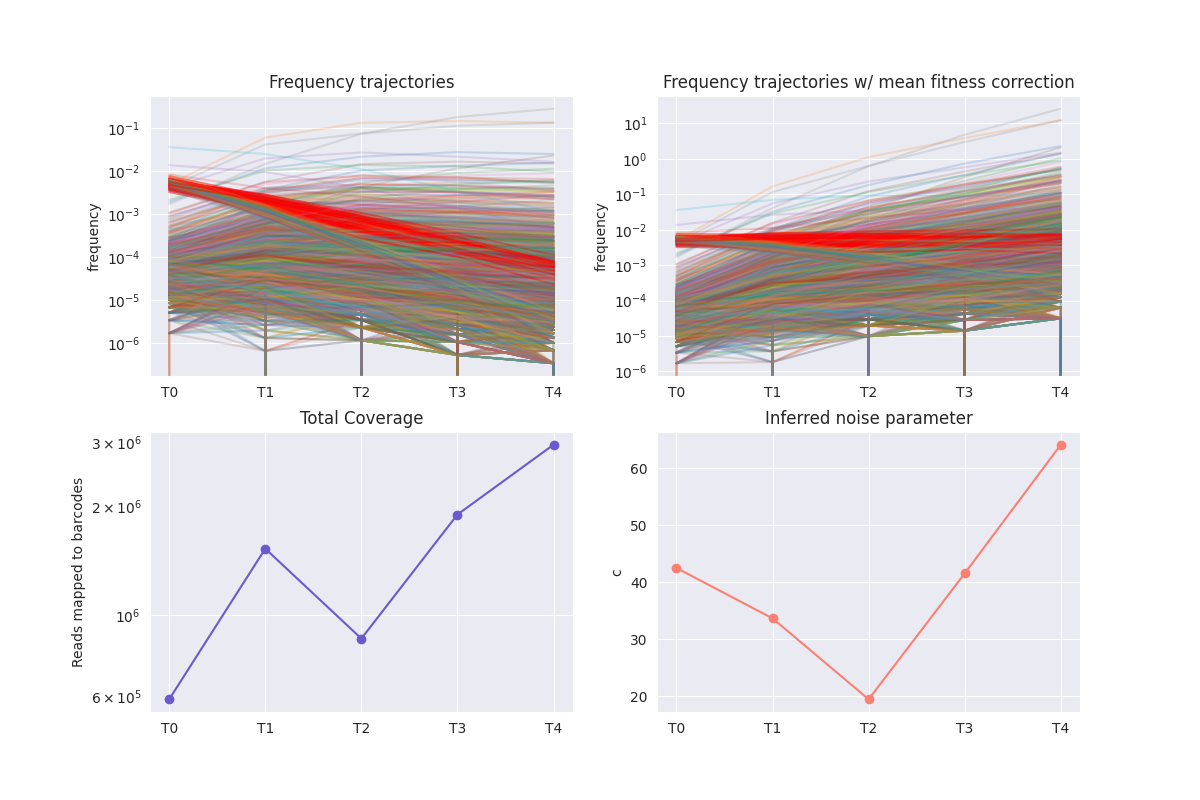 Frequency trajectories
frequency
10⁻¹
10⁻²
10⁻³
10⁻⁴
10⁻⁵
10⁻⁶
T0 T1 T2 T3 T4
Frequency trajectories w/ mean fitness correction
frequency
10¹
10⁰
10⁻¹
10⁻²
10⁻³
10⁻⁴
10⁻⁵
10⁻⁶
T0 T1 T2 T3 T4
Total Coverage
Reads mapped to barcodes
3 × 10⁶
2 × 10⁶
10⁶
6 × 10⁵
T0 T1 T2 T3 T4
Inferred noise parameter
c
60
50
40
30
20
T0 T1 T2 T3 T4